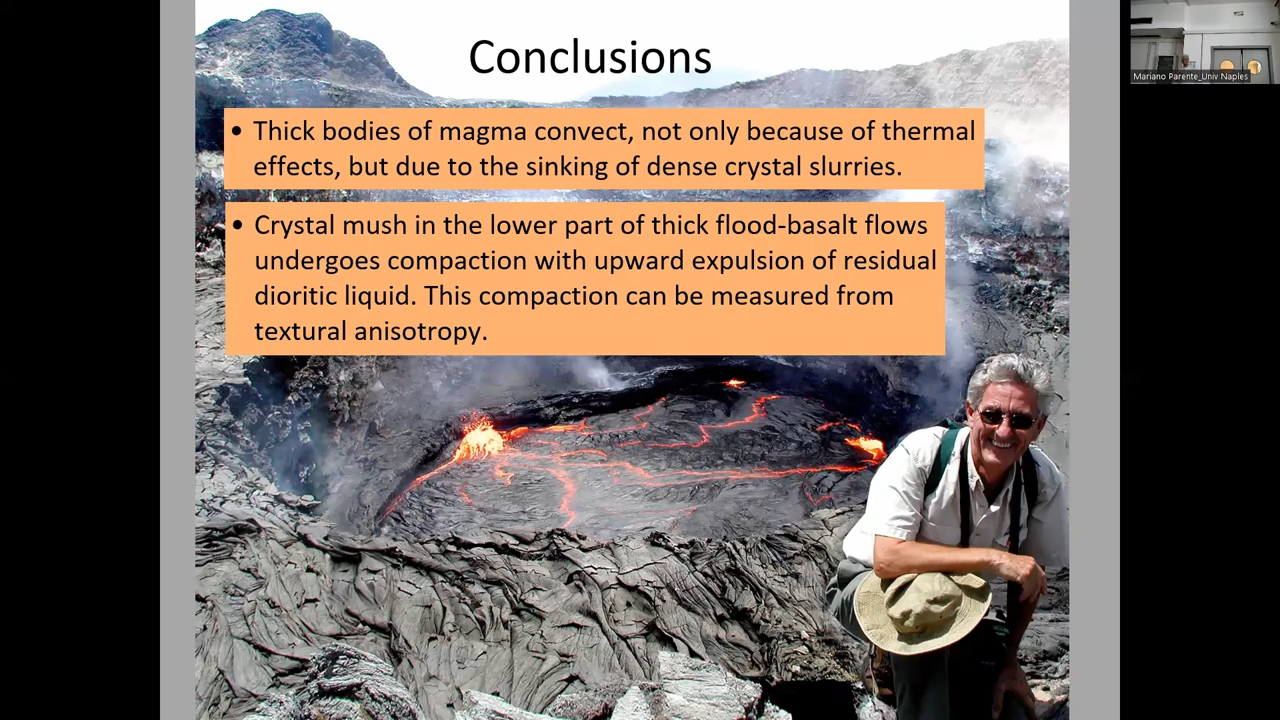 Conclusions
• Thick bodies of magma convect, not only because of thermal
effects, but due to the sinking of dense crystal slurries.
• Crystal mush in the lower part of thick flood-basalt flows
undergoes compaction with upward expulsion of residual
dioritic liquid. This compaction can be measured from
textural anisotropy.
Mariano Parente_Univ Naples